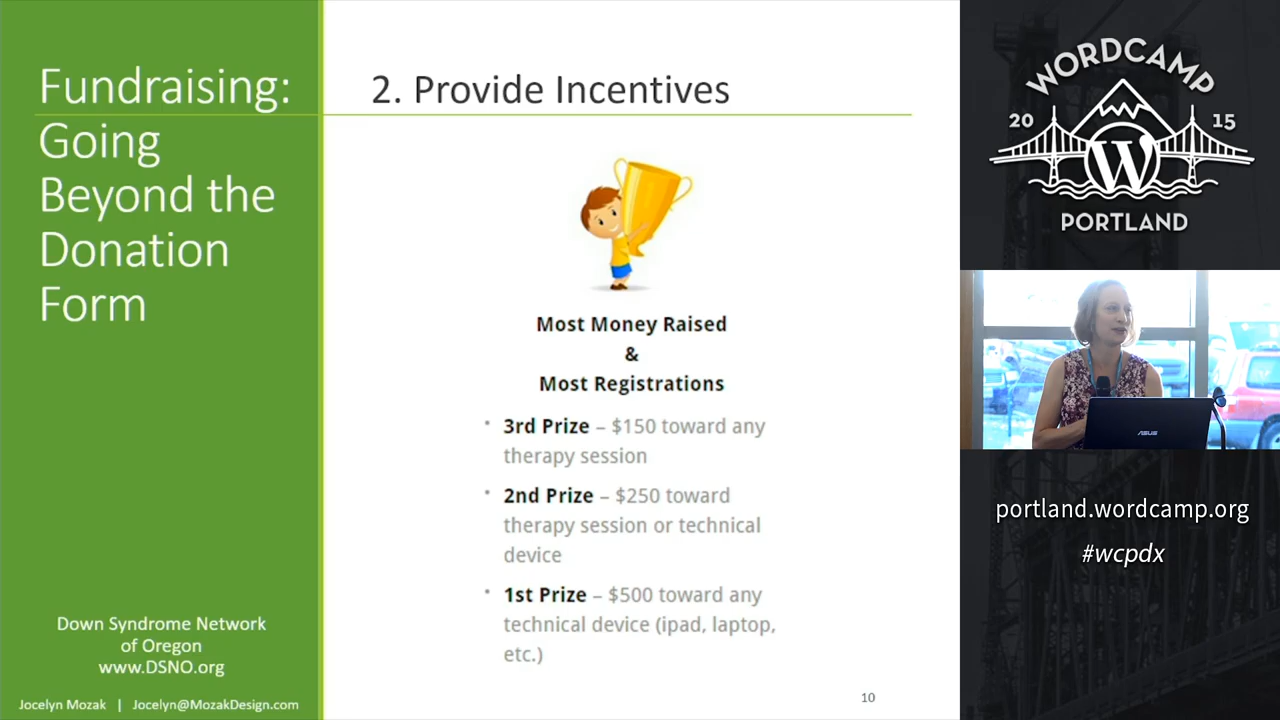 Fundraising:
Going
Beyond the
Donation
Form
Down Syndrome Network
of Oregon
www.DSNO.org
Jocelyn Mozak | Jocelyn@MozakDesign.com
2. Provide Incentives
Most Money Raised
&
Most Registrations
• 3rd Prize – $150 toward any
therapy session
• 2nd Prize – $250 toward
therapy session or technical
device
• 1st Prize – $500 toward any
technical device (ipad, laptop,
etc.)
10
WORDCAMP
20 15
W
PORTLAND
ASUS
portland.wordcamp.org
#wcpdx